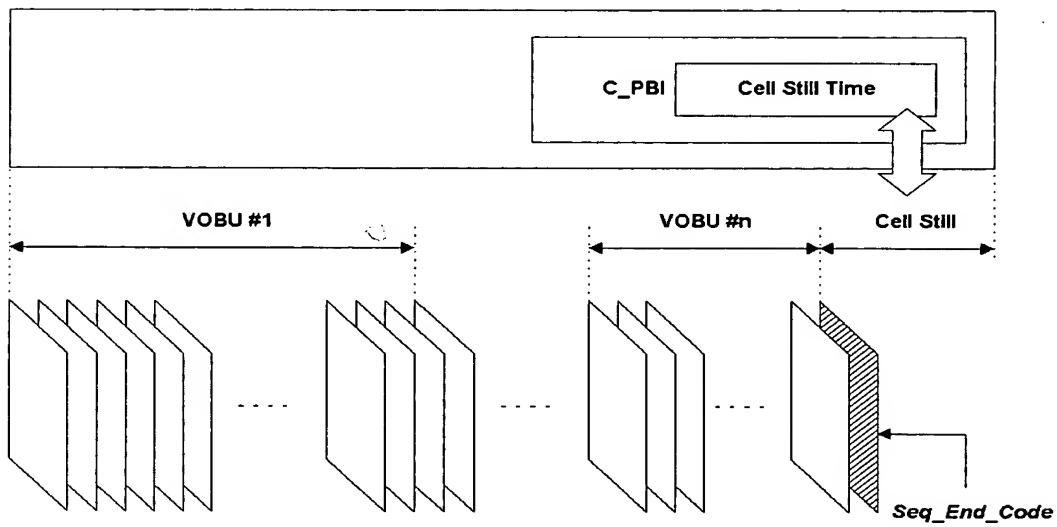 C_PBI
Cell Still Time
VOBU #1
VOBU #n
Cell Still
Seq_End_Code